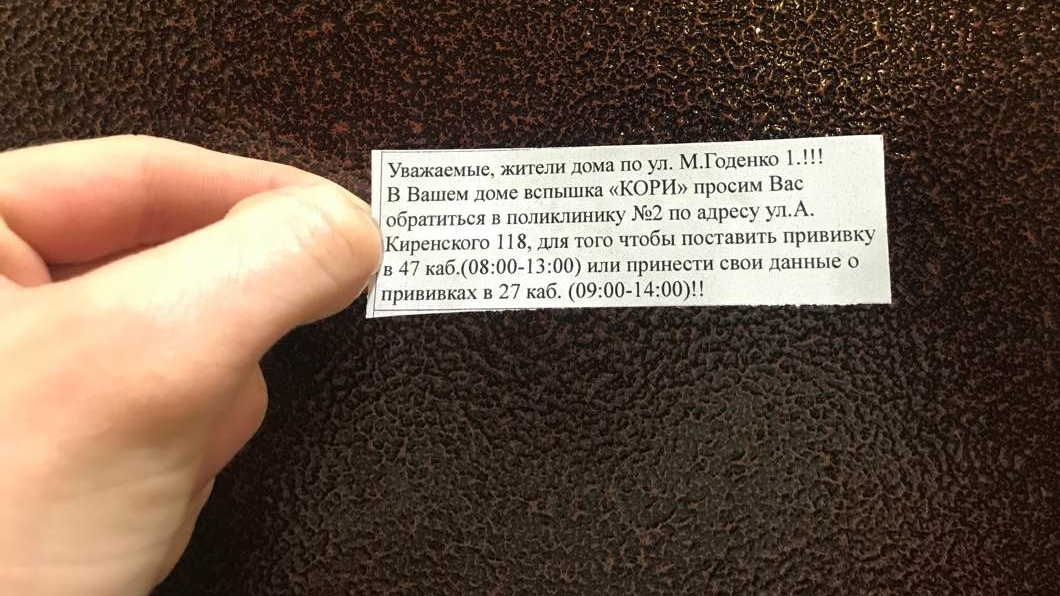 Уважаемые, жители дома по ул. М.Годенко 1.!!!
В Вашем доме вспышка «КОРИ» просим Вас
обратиться в поликлинику №2 по адресу ул.А.
Киренского 118, для того чтобы поставить прививку
в 47 каб.(08:00-13:00) или принести свои данные о
прививках в 27 каб. (09:00-14:00)!!